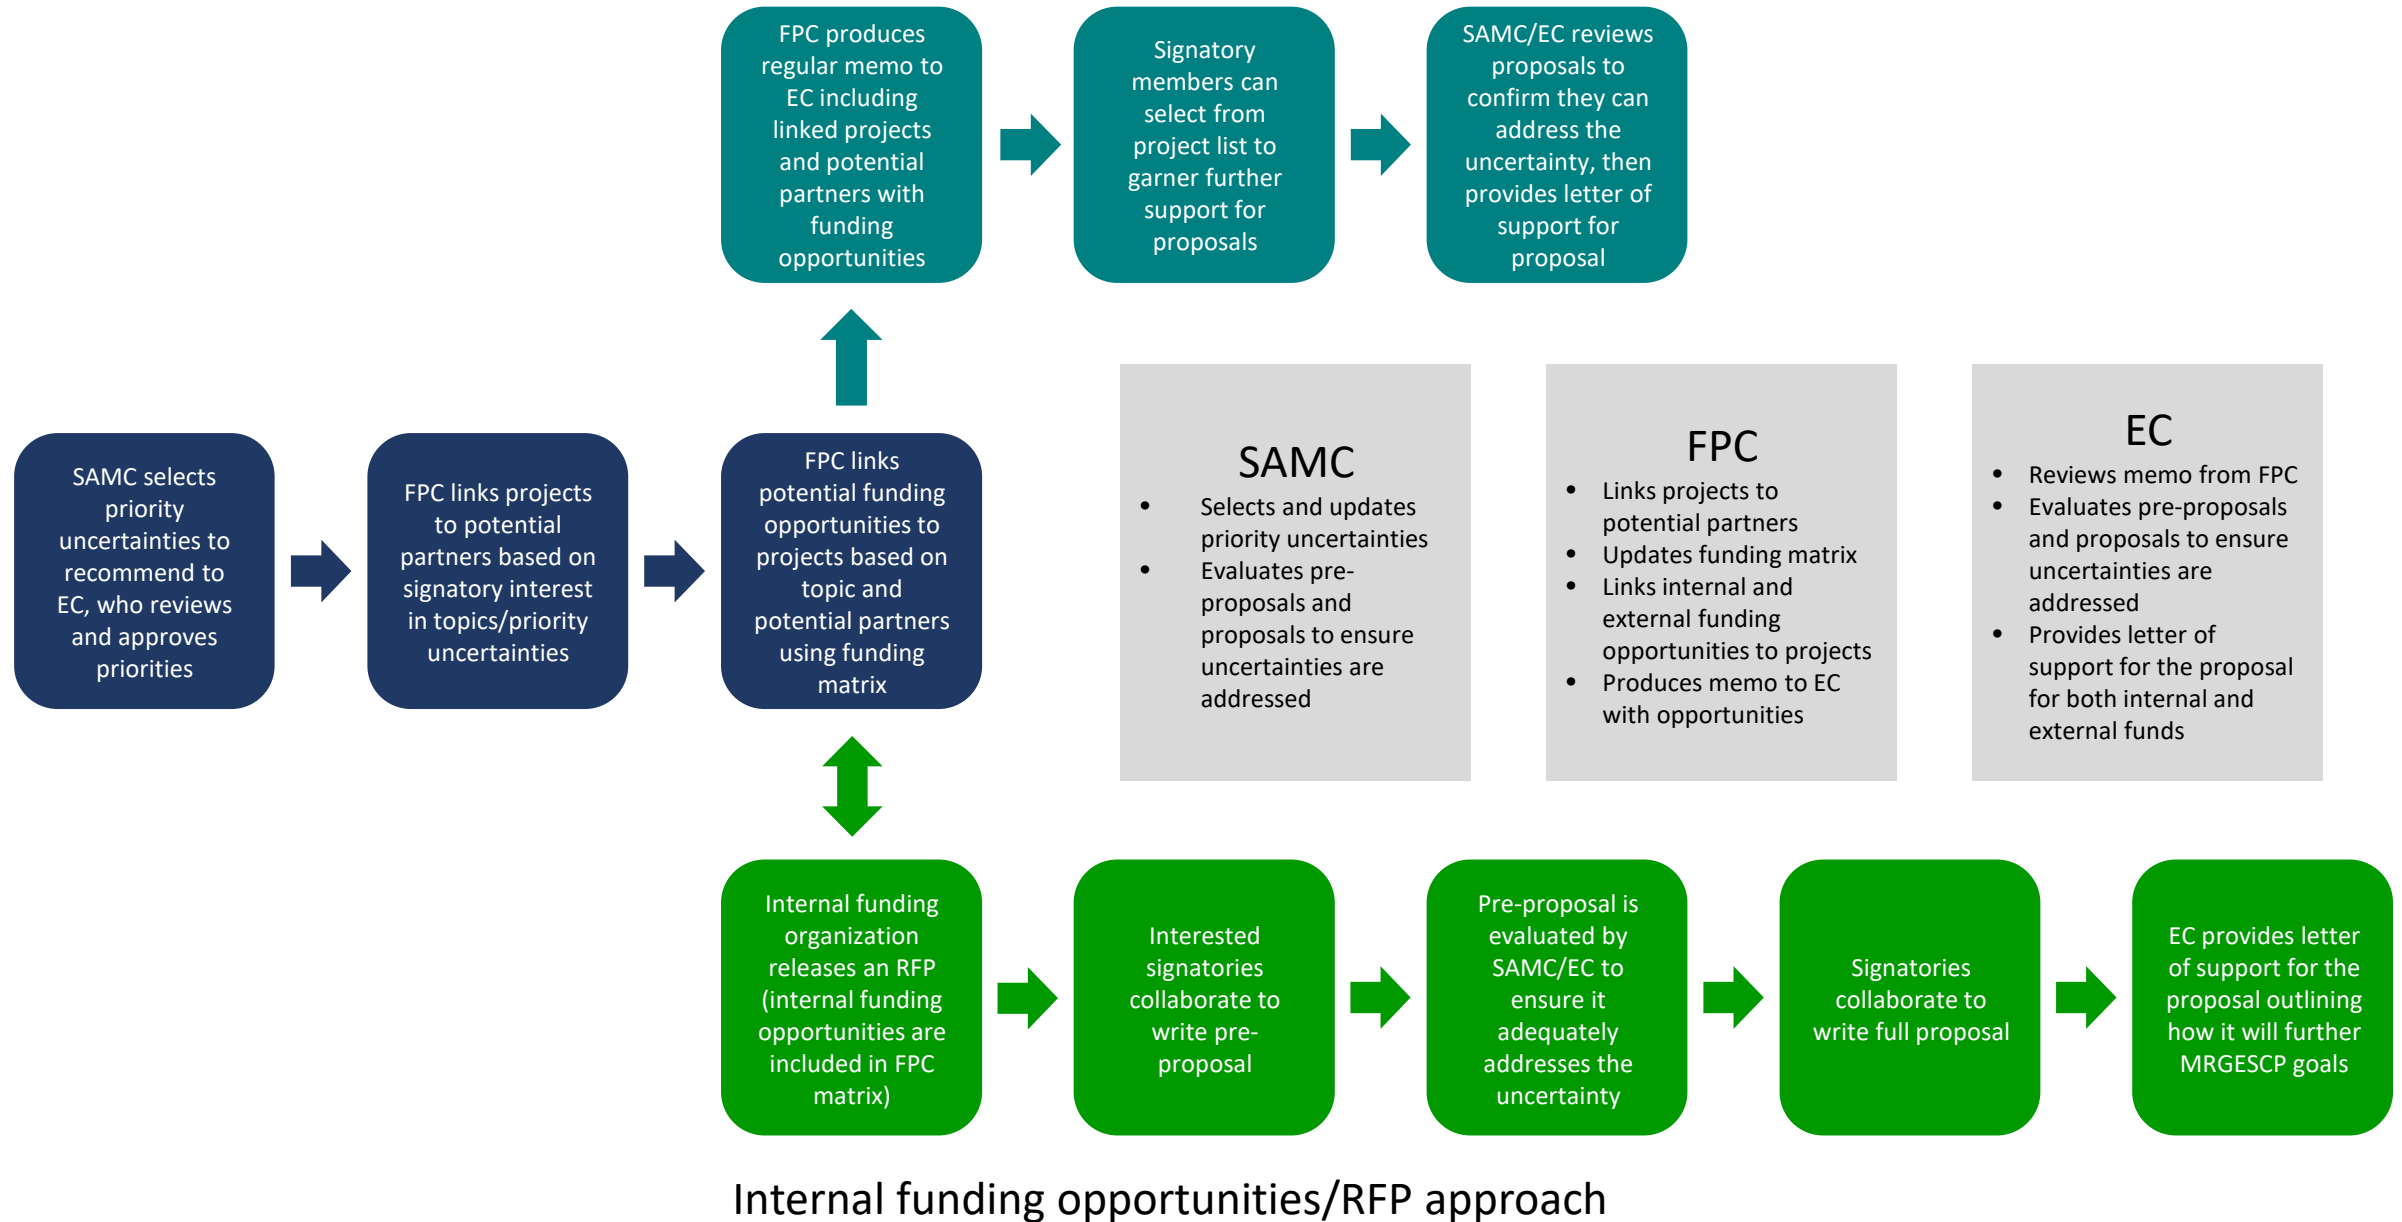 FPC produces
regular memo to
EC including
linked projects
and potential
partners with
funding
opportunities
Signatory
members can
select from
project list to
garner further
support for
proposals
SAMC/EC reviews
proposals to
confirm they can
address the
uncertainty, then
provides letter of
support for
proposal
SAMC selects
priority
uncertainties to
recommend to
EC, who reviews
and approves
priorities
FPC links projects
to potential
partners based on
signatory interest
in topics/priority
uncertainties
FPC links
potential funding
opportunities to
projects based on
topic and
potential partners
using funding
matrix
SAMC
• Selects and updates
priority uncertainties
• Evaluates pre-
proposals and
proposals to ensure
uncertainties are
addressed
FPC
• Links projects to
potential partners
• Updates funding matrix
• Links internal and
external funding
opportunities to projects
• Produces memo to EC
with opportunities
EC
• Reviews memo from FPC
• Evaluates pre-proposals
and proposals to ensure
uncertainties are
addressed
• Provides letter of
support for the proposal
for both internal and
external funds
Internal funding
organization
releases an RFP
(internal funding
opportunities are
included in FPC
matrix)
Interested
signatories
collaborate to
write pre-
proposal
Pre-proposal is
evaluated by
SAMC/EC to
ensure it
adequately
addresses the
uncertainty
Signatories
collaborate to
write full proposal
EC provides letter
of support for the
proposal outlining
how it will further
MRGESCP goals
Internal funding opportunities/RFP approach